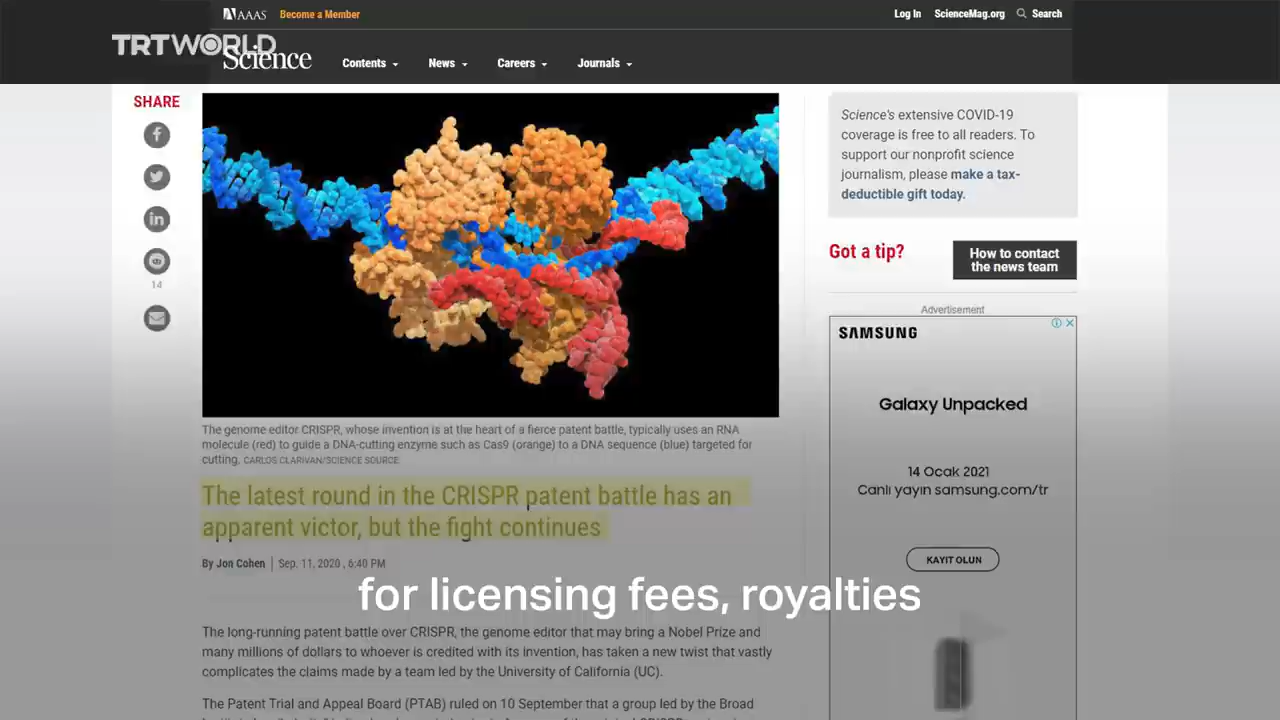 AAAS
Become a Member
Log In
ScienceMag.org
Search
TRTWORLD
Science
Contents
News
Careers
Journals
SHARE
14
The genome editor CRISPR, whose invention is at the heart of a fierce patent battle, typically uses an RNA
molecule (red) to guide a DNA-cutting enzyme such as Cas9 (orange) to a DNA sequence (blue) targeted for
cutting. CARLOS CLARIVAN/SCIENCE SOURCE
The latest round in the CRISPR patent battle has an
apparent victor, but the fight continues
By Jon Cohen | Sep. 11, 2020 , 6:40 PM
for licensing fees, royalties
The long-running patent battle over CRISPR, the genome editor that may bring a Nobel Prize and
many millions of dollars to whoever is credited with its invention, has taken a new twist that vastly
complicates the claims made by a team led by the University of California (UC).
The Patent Trial and Appeal Board (PTAB) ruled on 10 September that a group led by the Broad
Science's extensive COVID-19
coverage is free to all readers. To
support our nonprofit science
journalism, please make a tax-
deductible gift today.
Got a tip?
How to contact
the news team
Advertisement
SAMSUNG
Galaxy Unpacked
14 Ocak 2021
Canlı yayın samsung.com/tr
KAYIT OLUN